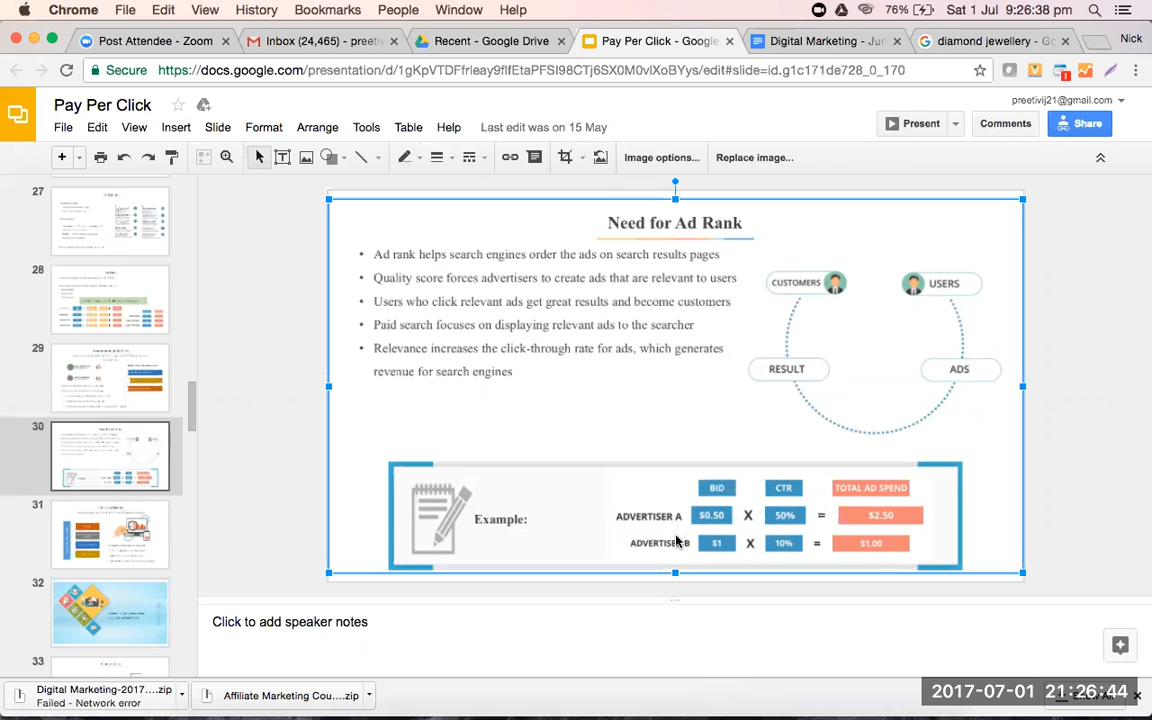 Chrome File Edit View History Bookmarks People Window Help 76% Sat 1 Jul 9:26:38 pm
Post Attendee - Zoom Inbox (24,465) - preetiv Recent - Google Drive Pay Per Click - Google Digital Marketing - Jun diamond jewellery - Go Nick
Secure https://docs.google.com/presentation/d/1gKpVTDFfrleay9flfEtaPFSI98CTj6SX0M0vlXoBYys/edit#slide=id.g1c171de728_0_170
Pay Per Click
preetivij21@gmail.com
File Edit View Insert Slide Format Arrange Tools Table Help Last edit was on 15 May
Present Comments Share
Image options... Replace image...
27
28
29
30
31
32
33
Need for Ad Rank
• Ad rank helps search engines order the ads on search results pages
• Quality score forces advertisers to create ads that are relevant to users
• Users who click relevant ads get great results and become customers
• Paid search focuses on displaying relevant ads to the searcher
• Relevance increases the click-through rate for ads, which generates
revenue for search engines
CUSTOMERS USERS
RESULT ADS
BID CTR TOTAL AD SPEND
Example:
ADVERTISER A $0.50 X 50% = $2.50
ADVERTISER B $1 X 10% = $1.00
Click to add speaker notes
Digital Marketing-2017....zip
Failed - Network error
Affiliate Marketing Cou....zip
2017-07-01 21:26:44